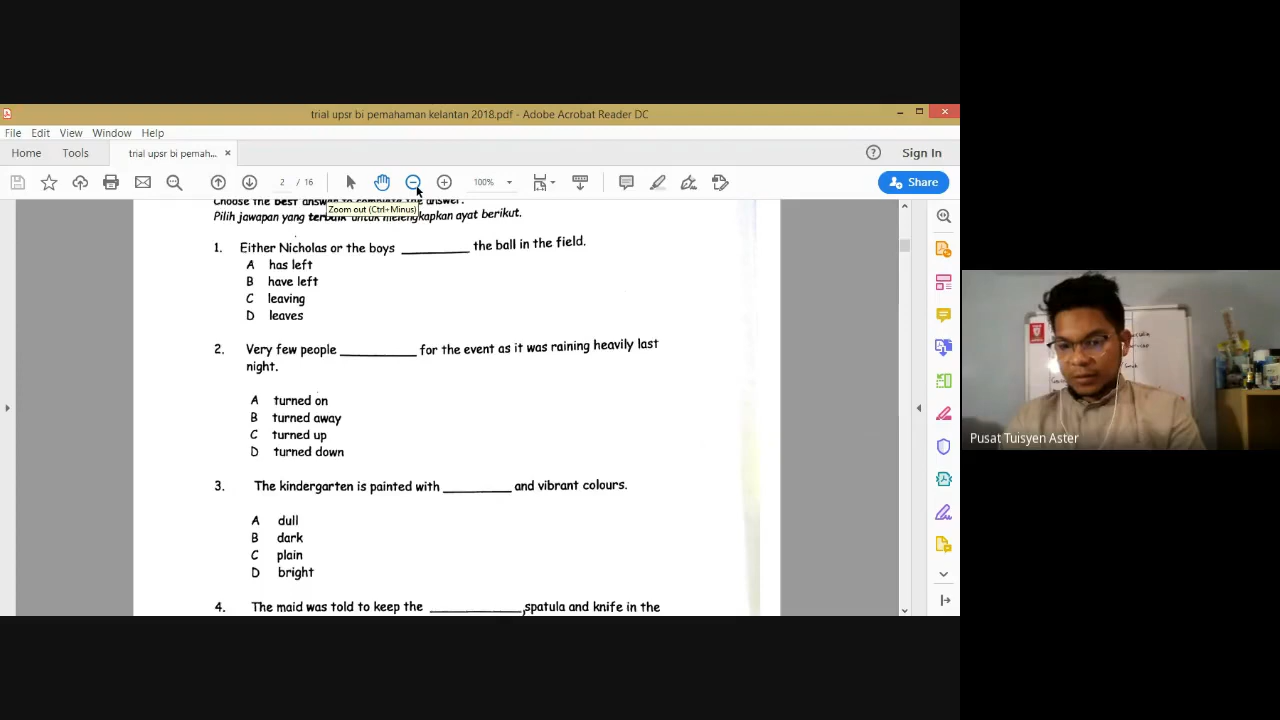 trial upsr bi pemahaman kelantan 2018.pdf - Adobe Acrobat Reader DC
File Edit View Window Help
Home Tools trial upsr bi pemah... × Sign In
2 / 16 100% Share
Choose the best answer to complete the answer.
Zoom out (Ctrl+Minus)
Pilih jawapan yang terbaik untuk melengkapkan ayat berikut.
1. Either Nicholas or the boys __________ the ball in the field.
A has left
B have left
C leaving
D leaves
2. Very few people ___________ for the event as it was raining heavily last
night.
A turned on
B turned away
C turned up
D turned down
3. The kindergarten is painted with __________ and vibrant colours.
A dull
B dark
C plain
D bright
4. The maid was told to keep the _____________,spatula and knife in the
Pusat Tuisyen Aster